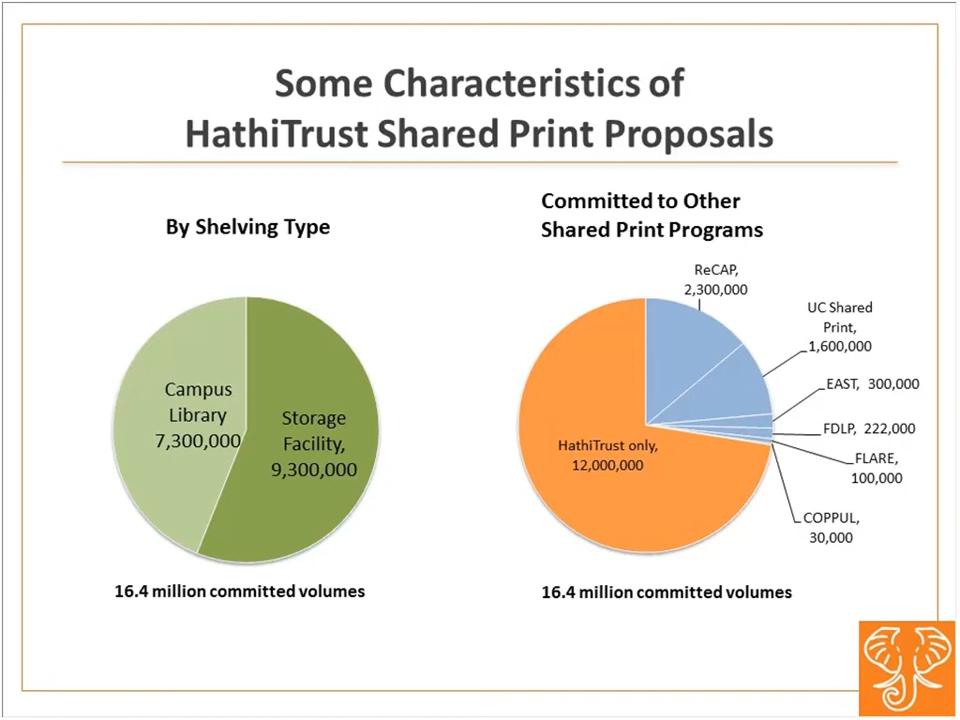 Some Characteristics of
HathiTrust Shared Print Proposals
By Shelving Type
Campus
Library
7,300,000
Storage
Facility,
9,300,000
16.4 million committed volumes
Committed to Other
Shared Print Programs
ReCAP,
2,300,000
UC Shared
Print,
1,600,000
EAST, 300,000
FDLP, 222,000
FLARE,
100,000
COPPUL,
30,000
HathiTrust only,
12,000,000
16.4 million committed volumes